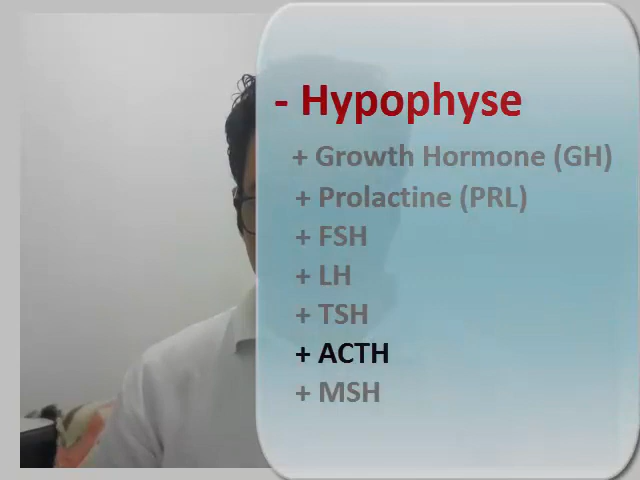 - Hypophyse
+ Growth Hormone (GH)
+ Prolactine (PRL)
+ FSH
+ LH
+ TSH
+ ACTH
+ MSH